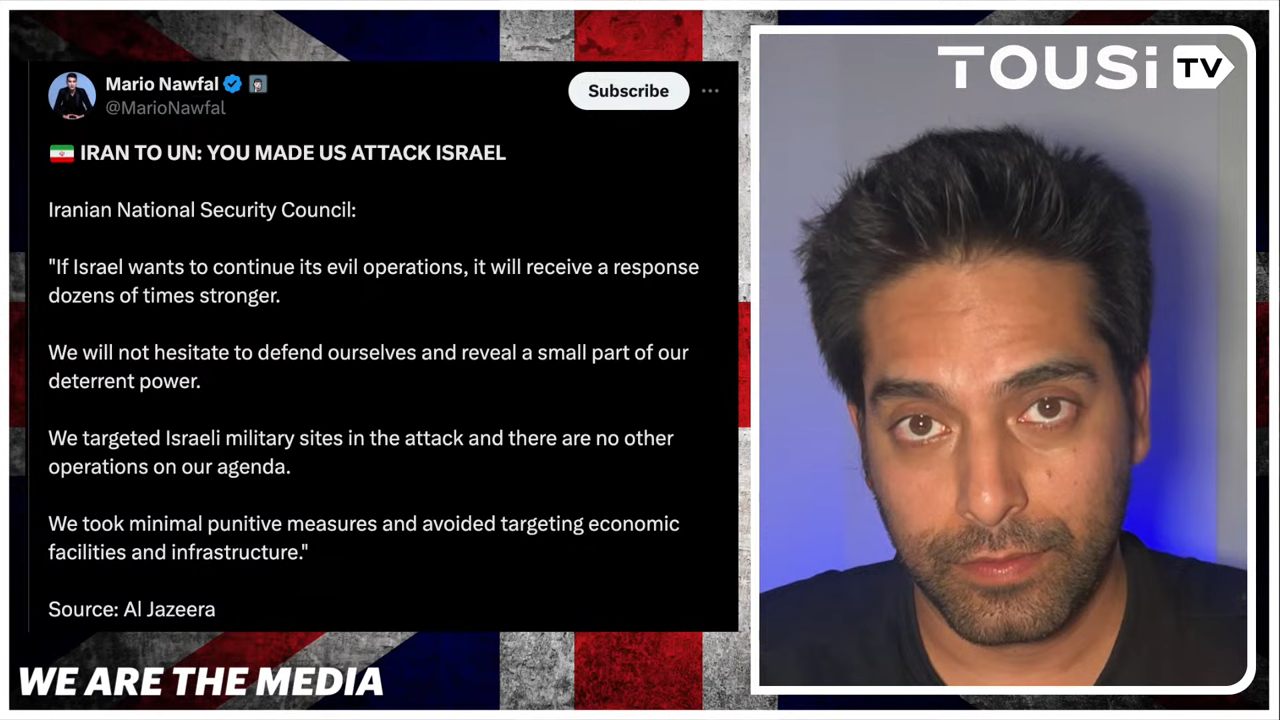 Mario Nawfal
@MarioNawfal
Subscribe
IRAN TO UN: YOU MADE US ATTACK ISRAEL
Iranian National Security Council:
"If Israel wants to continue its evil operations, it will receive a response
dozens of times stronger.
We will not hesitate to defend ourselves and reveal a small part of our
deterrent power.
We targeted Israeli military sites in the attack and there are no other
operations on our agenda.
We took minimal punitive measures and avoided targeting economic
facilities and infrastructure."
Source: Al Jazeera
WE ARE THE MEDIA
TOUSi TV